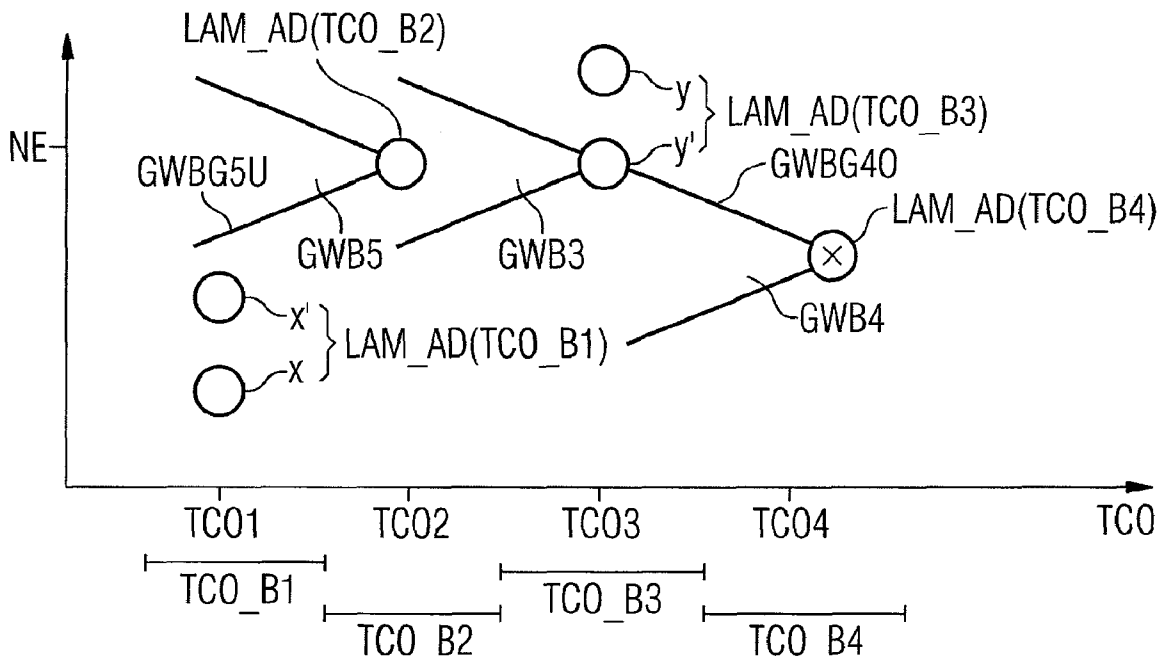 LAM_AD(TCO_B2)
y
LAM_AD(TCO_B3)
NE
y'
GWBG5U
GWBG4O
LAM_AD(TCO_B4)
GWB5
GWB3
x'
GWB4
LAM_AD(TCO_B1)
x
TCO1 TCO2 TCO3 TCO4 TCO
TCO_B1 TCO_B3
TCO_B2 TCO_B4